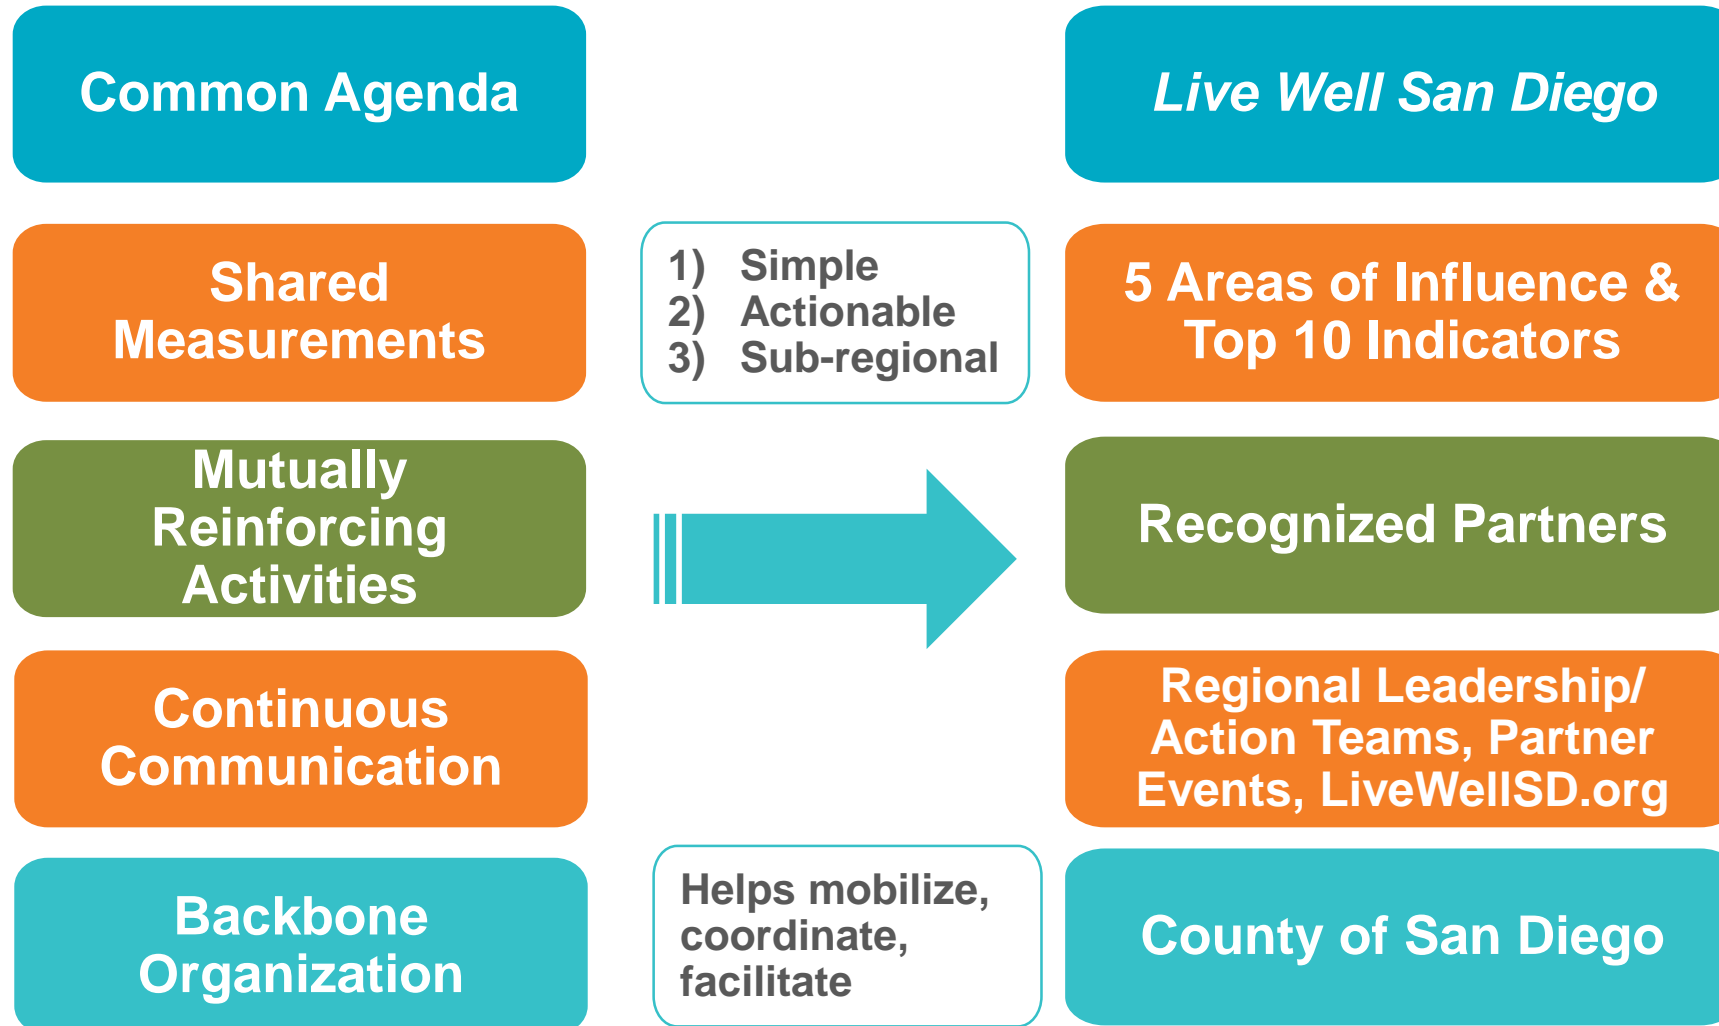 Common Agenda
Live Well San Diego
Shared
Measurements
1) Simple
2) Actionable
3) Sub-regional
5 Areas of Influence &
Top 10 Indicators
Mutually
Reinforcing
Activities
Recognized Partners
Continuous
Communication
Regional Leadership/
Action Teams, Partner
Events, LiveWellSD.org
Backbone
Organization
Helps mobilize,
coordinate,
facilitate
County of San Diego